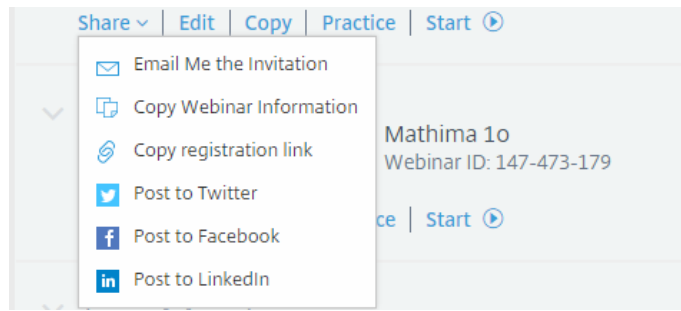 Share Edit Copy Practice Start
Email Me the Invitation
Copy Webinar Information
Copy registration link
Mathima 1o
Webinar ID: 147-473-179
Post to Twitter
Post to Facebook
ce Start
Post to LinkedIn